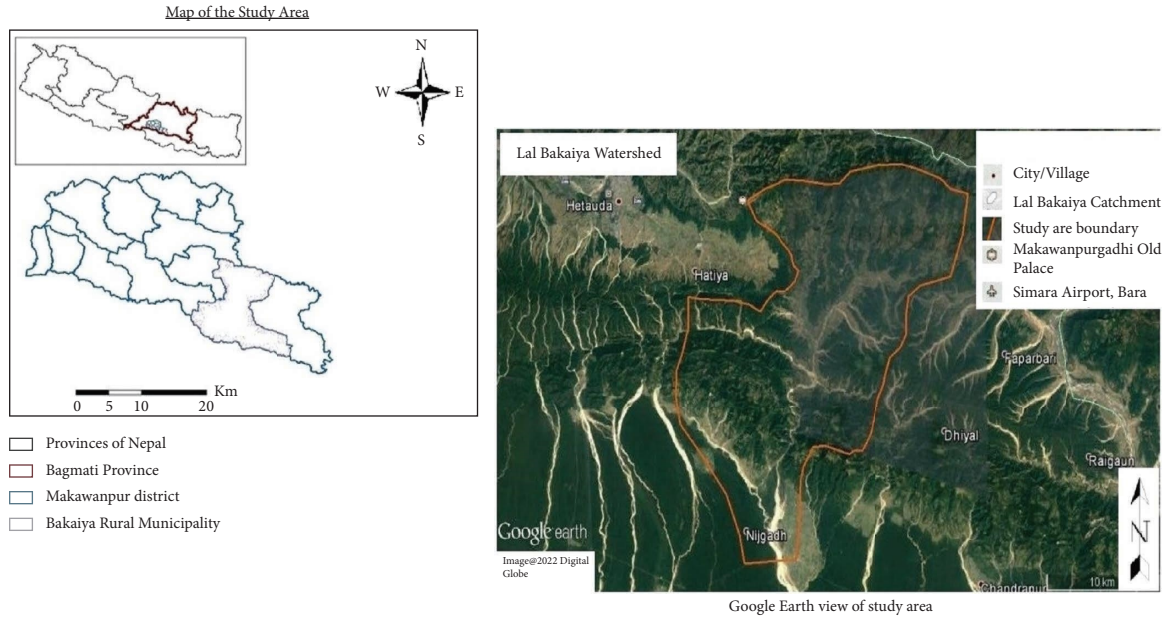 Map of the Study Area
N
W
E
S
Km
0 5 10 20
Provinces of Nepal
Bagmati Province
Makawanpur district
Bakaiya Rural Municipality
Lal Bakaiya Watershed
City/Village
Lal Bakaiya Catchment
Study are boundary
Makawanpurgadhi Old
Palace
Simara Airport, Bara
Hetauda
Hatiya
Faparbari
Dhiyal
Raigaun
Nijgadh
Chandrapur
Google earth
Image@2022 Digital
Globe
N
10 km
Google Earth view of study area